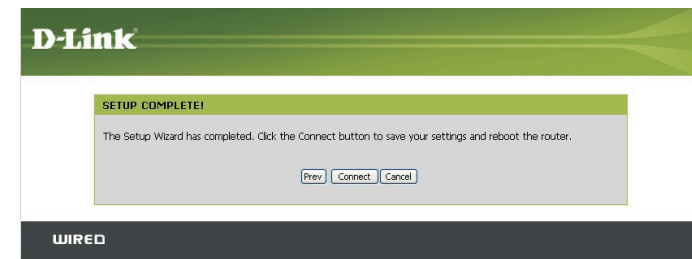 D-Link
SETUP COMPLETE!
The Setup Wizard has completed. Click the Connect button to save your settings and reboot the router.
Prev Connect Cancel
WIRED